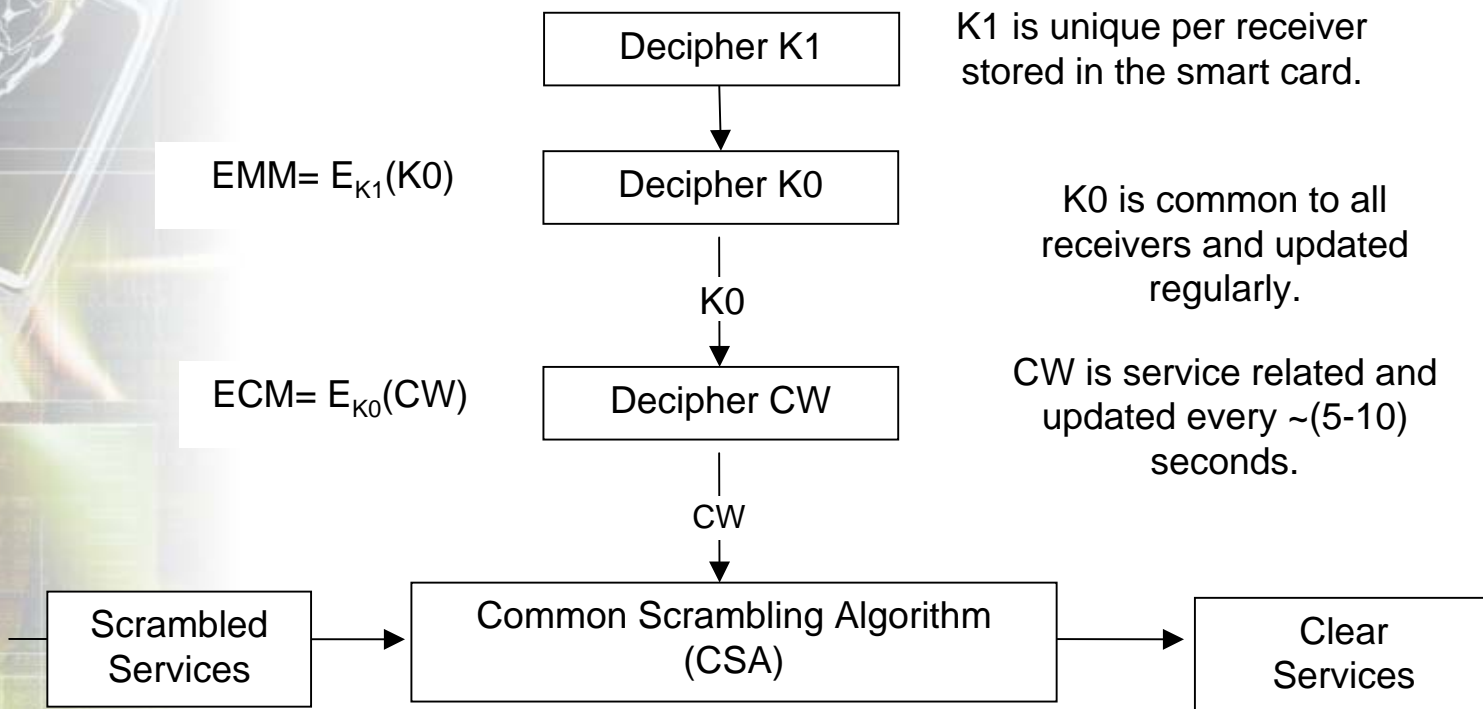 Decipher K1
K1 is unique per receiver
stored in the smart card.
EMM= E_K1(K0)
Decipher K0
K0 is common to all
receivers and updated
regularly.
K0
ECM= E_K0(CW)
Decipher CW
CW is service related and
updated every ~(5-10)
seconds.
CW
Scrambled
Services
Common Scrambling Algorithm
(CSA)
Clear
Services